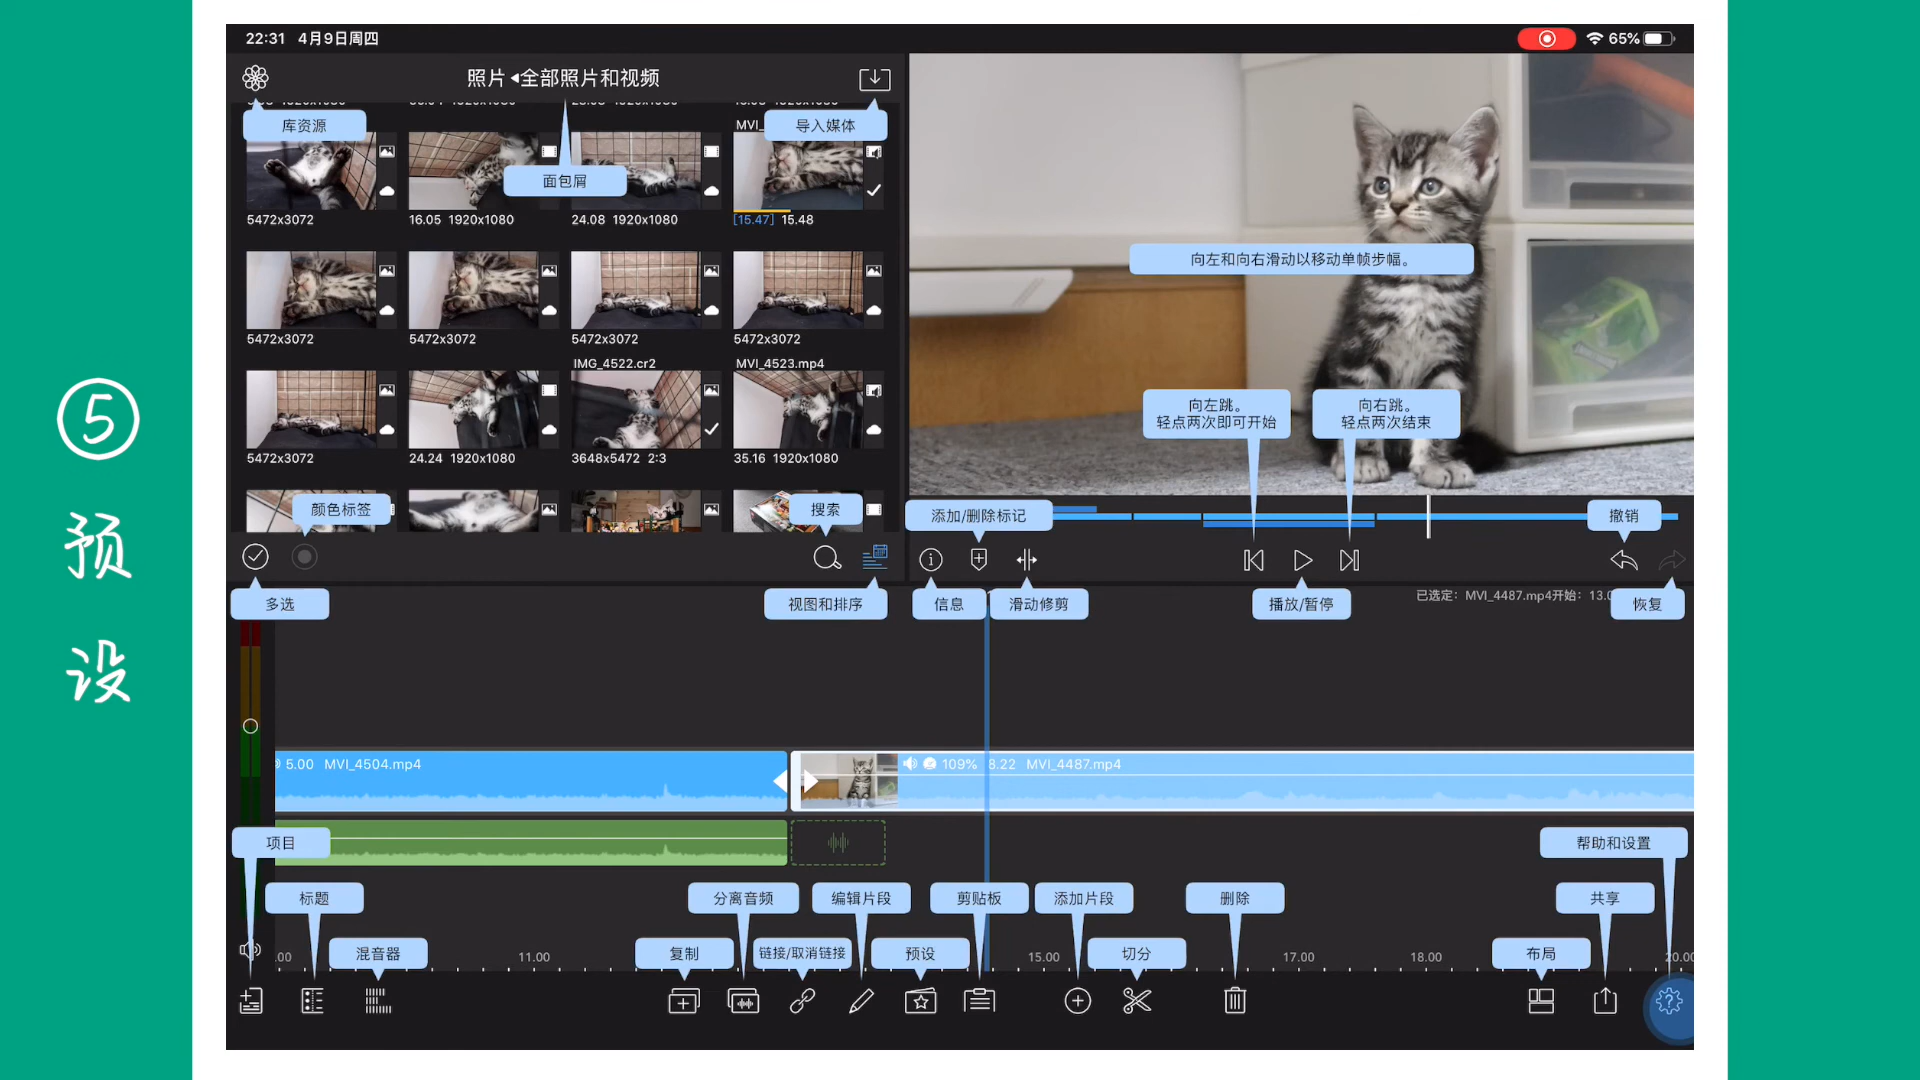 22:31 4月9日周四
65%
照片◀全部照片和视频
库资源
导入媒体
MVI_
面包屑
5472x3072
16.05 1920x1080
24.08 1920x1080
[15.47] 15.48
5472x3072
5472x3072
5472x3072
5472x3072
IMG_4522.cr2
MVI_4523.mp4
5472x3072
24.24 1920x1080
3648x5472 2:3
35.16 1920x1080
颜色标签
搜索
多选
视图和排序
向左和向右滑动以移动单帧步幅。
向左跳。
轻点两次即可开始
向右跳。
轻点两次结束
添加/删除标记
撤销
信息
滑动修剪
播放/暂停
已选定：MVI_4487.mp4开始：13.0
恢复
5.00 MVI_4504.mp4
109% 8.22 MVI_4487.mp4
项目
帮助和设置
标题
分离音频
编辑片段
剪贴板
添加片段
删除
共享
混音器
复制
链接/取消链接
预设
切分
布局
.00
11.00
15.00
17.00
18.00
20.00
⑤
预
设